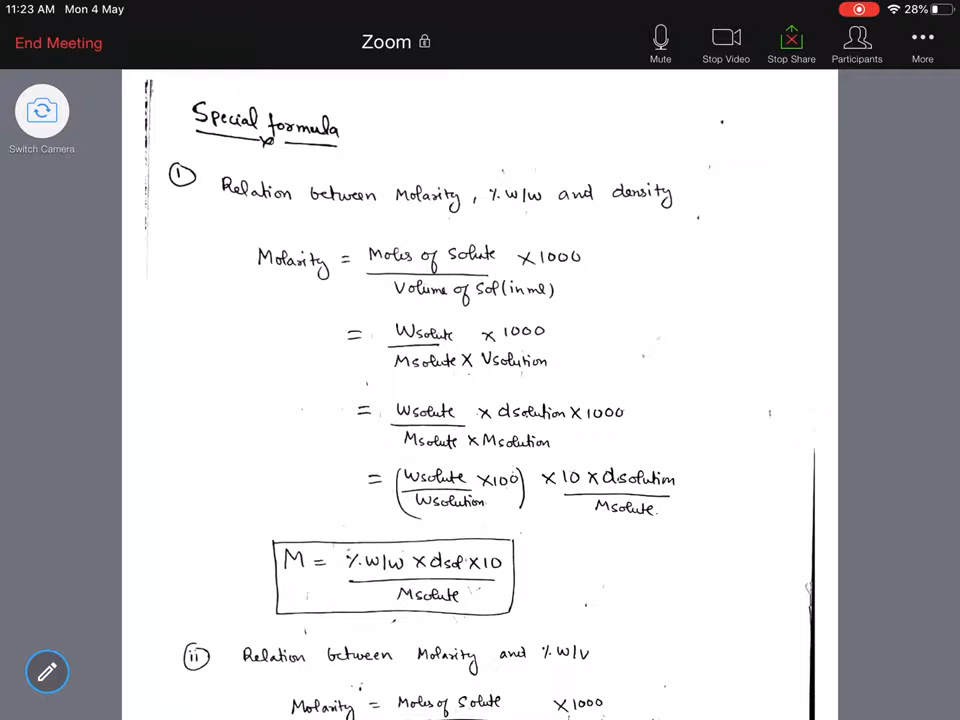 11:23 AM Mon 4 May
28%
End Meeting
Zoom
Mute
Stop Video
Stop Share
Participants
More
Switch Camera
Special formula
i Relation between Molarity, %w/w and density
Molarity = Moles of Solute × 1000
Volume of Sol(in ml)
= Wsolute × 1000
Msolute × Vsolution
= Wsolute × dsolution × 1000
Msolute × Msolution
= (Wsolute × 100) × 10 × dsolution
Wsolution Msolute
M = %w/w × dsol × 10
Msolute
ii Relation between Molarity and %w/v
Molarity = Moles of Solute × 1000